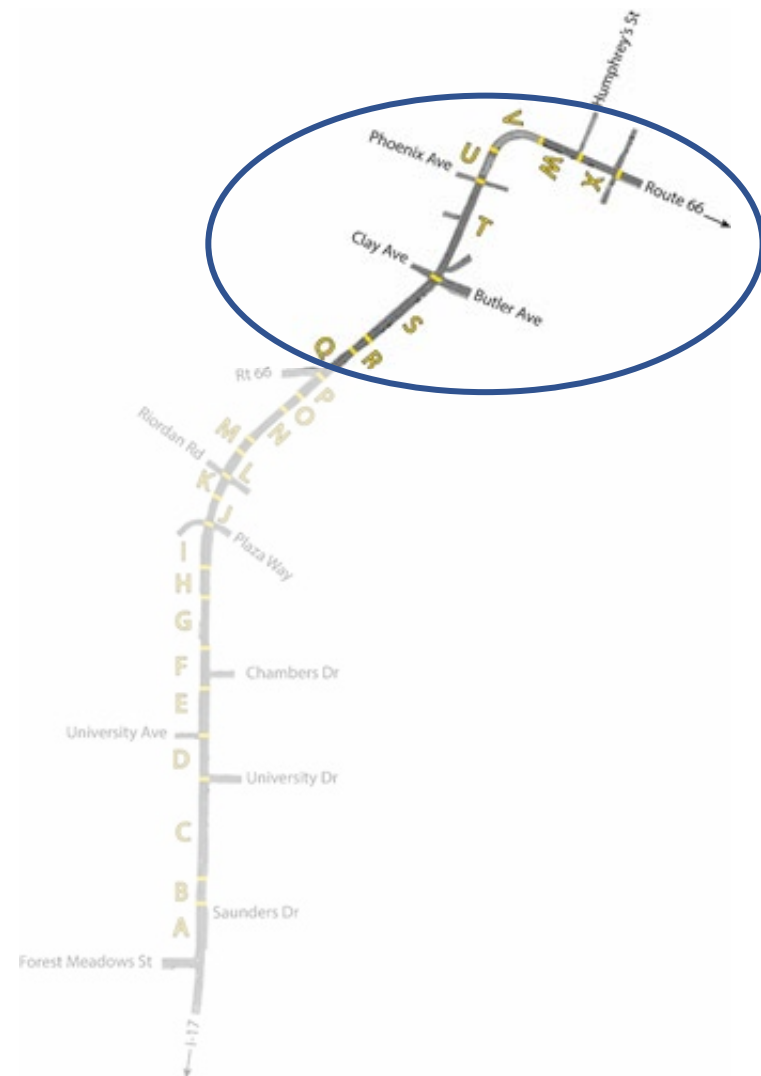 Humphrey's St
V
Phoenix Ave
U
W
X
Route 66
T
Clay Ave
Butler Ave
S
Q
R
Rt 66
P
O
N
M
Riordan Rd
L
K
J
Plaza Way
I
H
G
F
Chambers Dr
E
University Ave
D
University Dr
C
B
Saunders Dr
A
Forest Meadows St
I-17